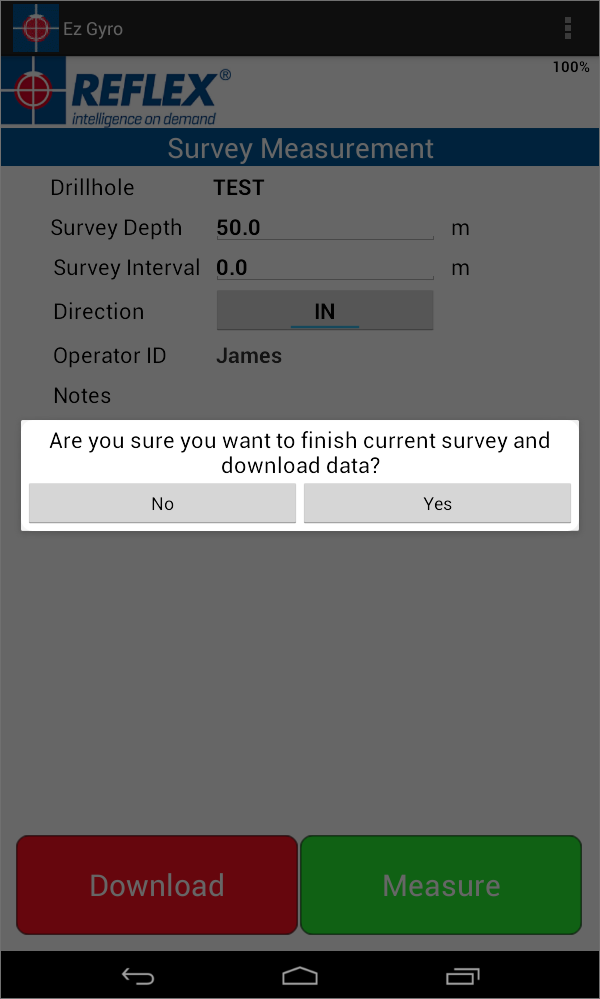 Ez Gyro
100%
REFLEX®
intelligence on demand
Survey Measurement
Drillhole TEST
Survey Depth 50.0 m
Survey Interval 0.0 m
Direction IN
Operator ID James
Notes
Are you sure you want to finish current survey and
download data?
No Yes
Download Measure